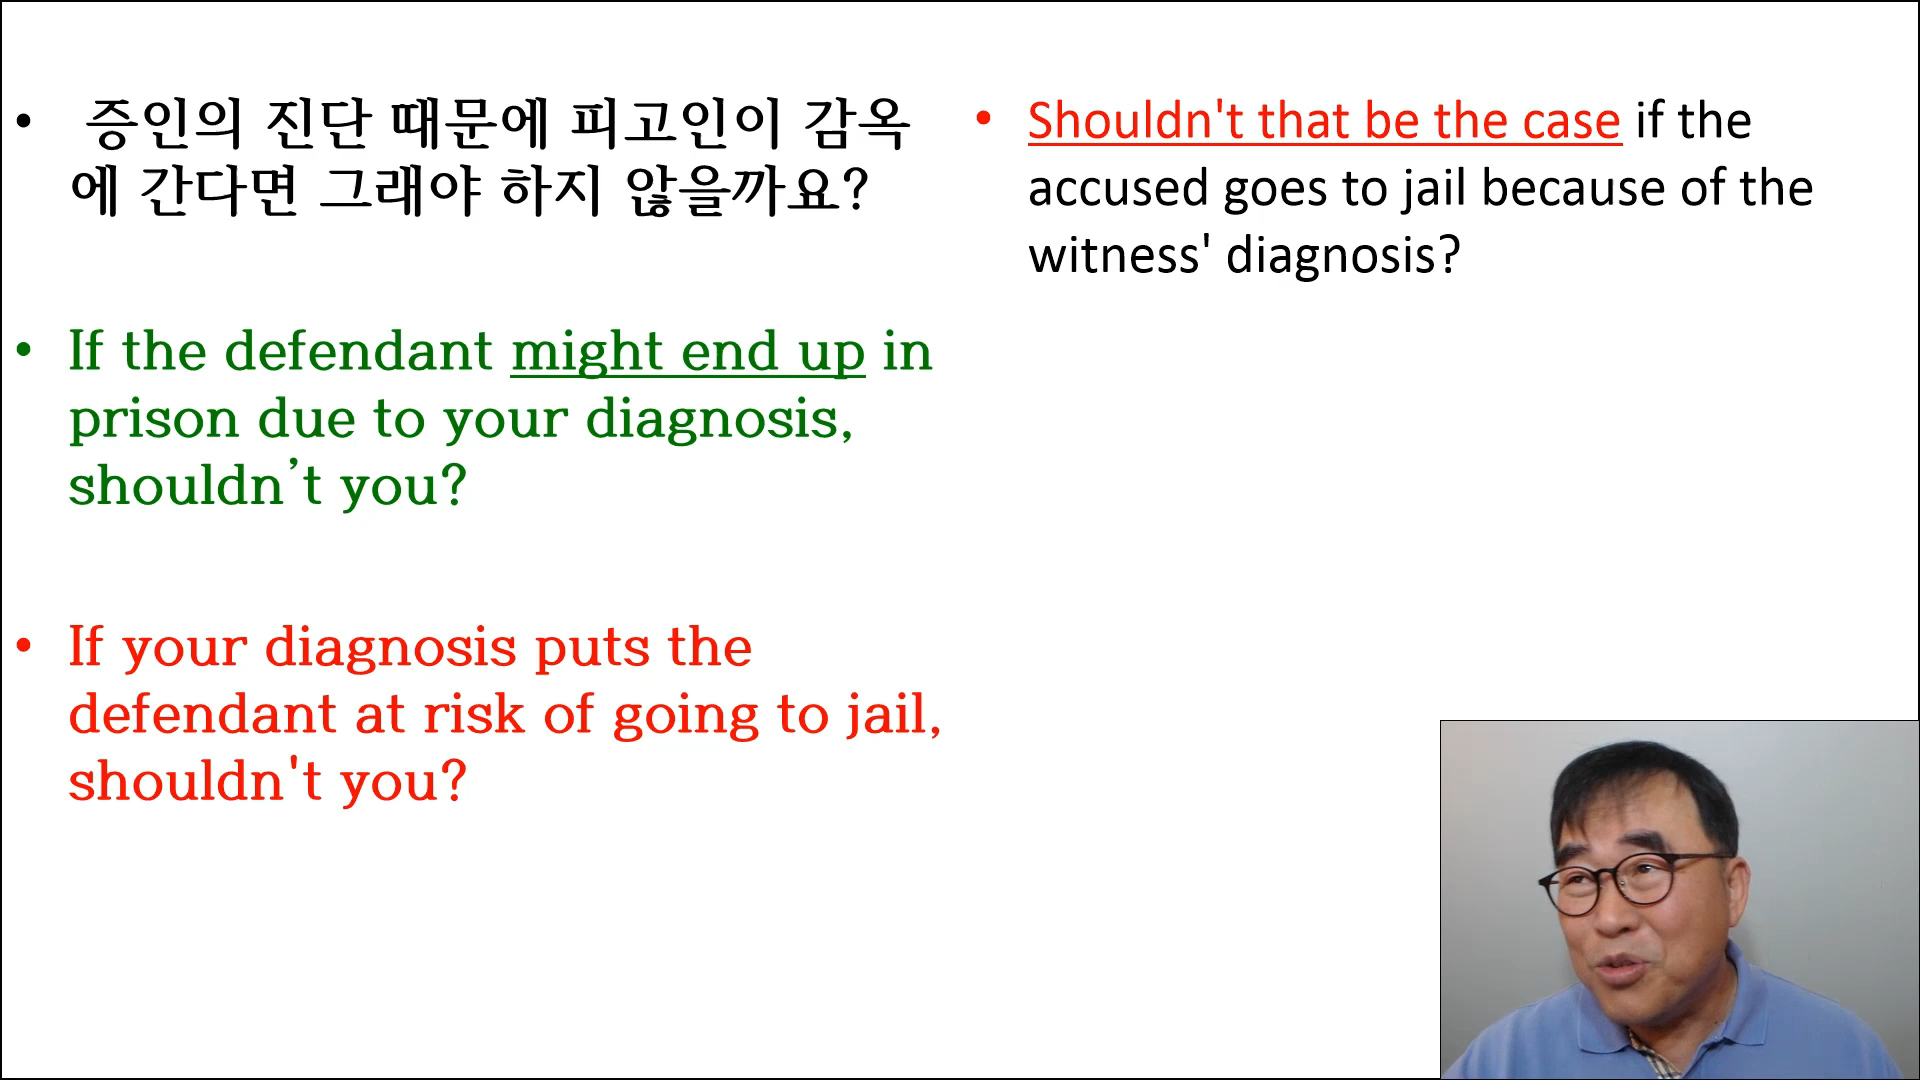 • 증인의 진단 때문에 피고인이 감옥
에 간다면 그래야 하지 않을까요?
• If the defendant might end up in
prison due to your diagnosis,
shouldn’t you?
• If your diagnosis puts the
defendant at risk of going to jail,
shouldn't you?
• Shouldn't that be the case if the
accused goes to jail because of the
witness' diagnosis?